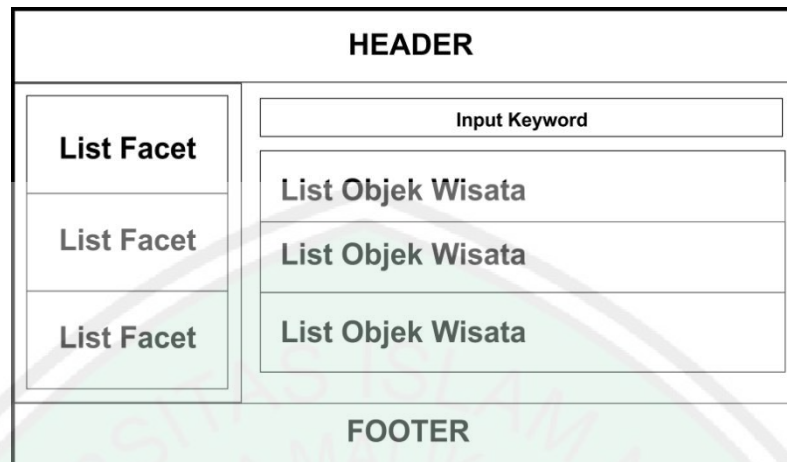 HEADER
List Facet
List Facet
List Facet
Input Keyword
List Objek Wisata
List Objek Wisata
List Objek Wisata
FOOTER